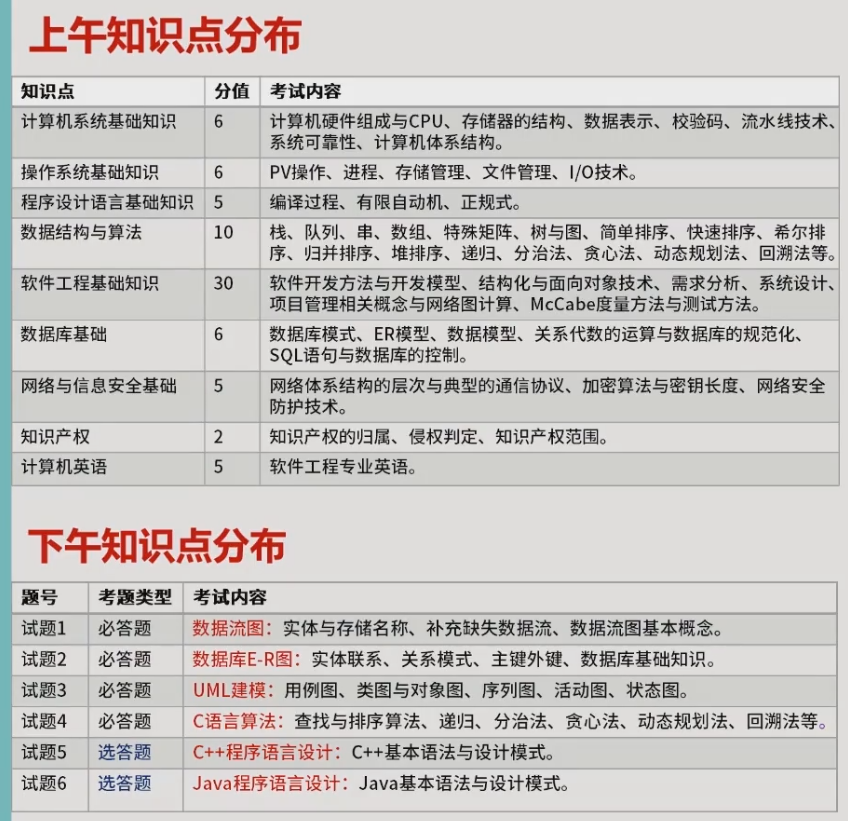 上午知识点分布
知识点 分值 考试内容
计算机系统基础知识 6 计算机硬件组成与CPU、存储器的结构、数据表示、校验码、流水线技术、
系统可靠性、计算机体系结构。
操作系统基础知识 6 PV操作、进程、存储管理、文件管理、I/O技术。
程序设计语言基础知识 5 编译过程、有限自动机、正规式。
数据结构与算法 10 栈、队列、串、数组、特殊矩阵、树与图、简单排序、快速排序、希尔排
序、归并排序、堆排序、递归、分治法、贪心法、动态规划法、回溯法等。
软件工程基础知识 30 软件开发方法与开发模型、结构化与面向对象技术、需求分析、系统设计、
项目管理相关概念与网络图计算、McCabe度量方法与测试方法。
数据库基础 6 数据库模式、ER模型、数据模型、关系代数的运算与数据库的规范化、
SQL语句与数据库的控制。
网络与信息安全基础 5 网络体系结构的层次与典型的通信协议、加密算法与密钥长度、网络安全
防护技术。
知识产权 2 知识产权的归属、侵权判定、知识产权范围。
计算机英语 5 软件工程专业英语。
下午知识点分布
题号 考题类型 考试内容
试题1 必答题 数据流图：实体与存储名称、补充缺失数据流、数据流图基本概念。
试题2 必答题 数据库E-R图：实体联系、关系模式、主键外键、数据库基础知识。
试题3 必答题 UML建模：用例图、类图与对象图、序列图、活动图、状态图。
试题4 必答题 C语言算法：查找与排序算法、递归、分治法、贪心法、动态规划法、回溯法等。
试题5 选答题 C++程序语言设计：C++基本语法与设计模式。
试题6 选答题 Java程序语言设计：Java基本语法与设计模式。